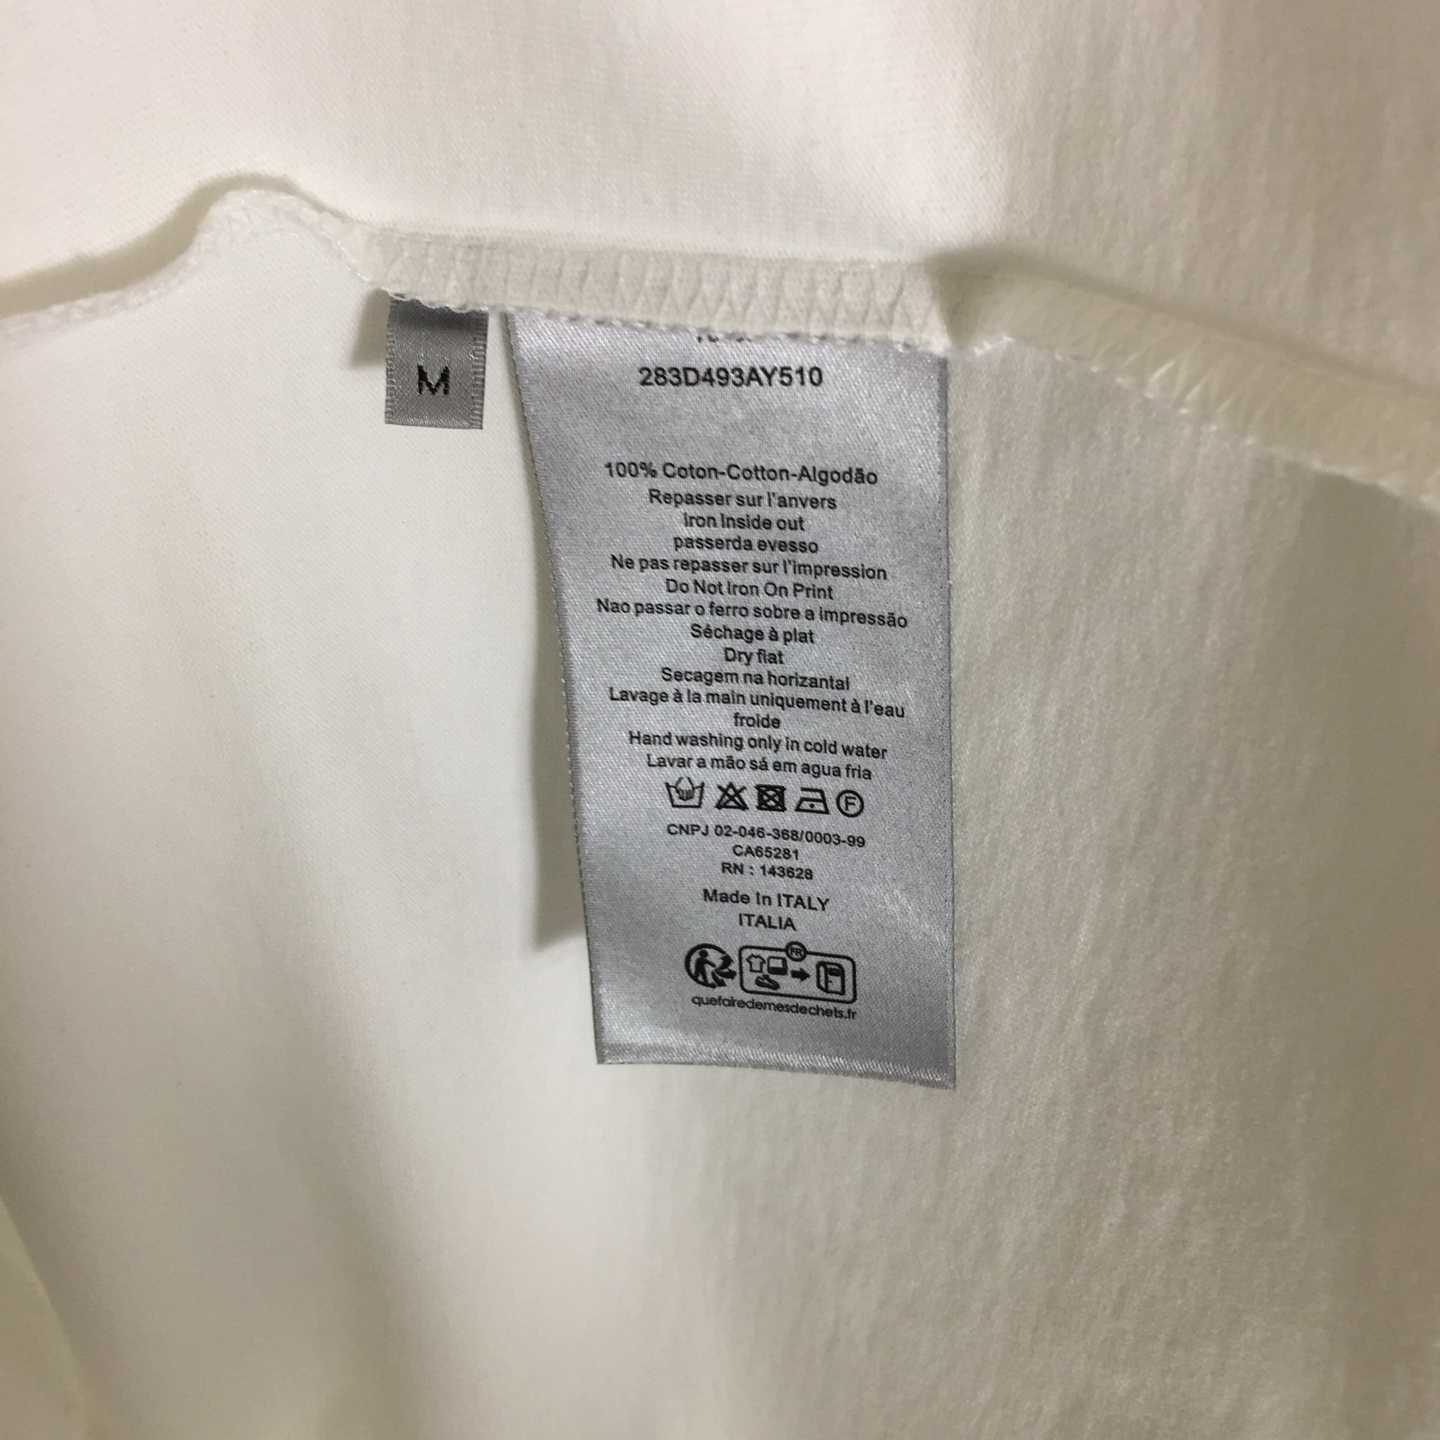 M
283D493AY510
100% Coton-Cotton-Algodão
Repasser sur l'anvers
Iron Inside out
passerda evesso
Ne pas repasser sur l'impression
Do Not Iron On Print
Nao passar o ferro sobre a impressão
Séchage à plat
Dry flat
Secagem na horizantal
Lavage à la main uniquement à l'eau
froide
Hand washing only in cold water
Lavar a mão sá em agua fria
F
CNPJ 02-046-368/0003-99
CA65281
RN : 143628
Made In ITALY
ITALIA
FR
quefairedemesdechets.fr